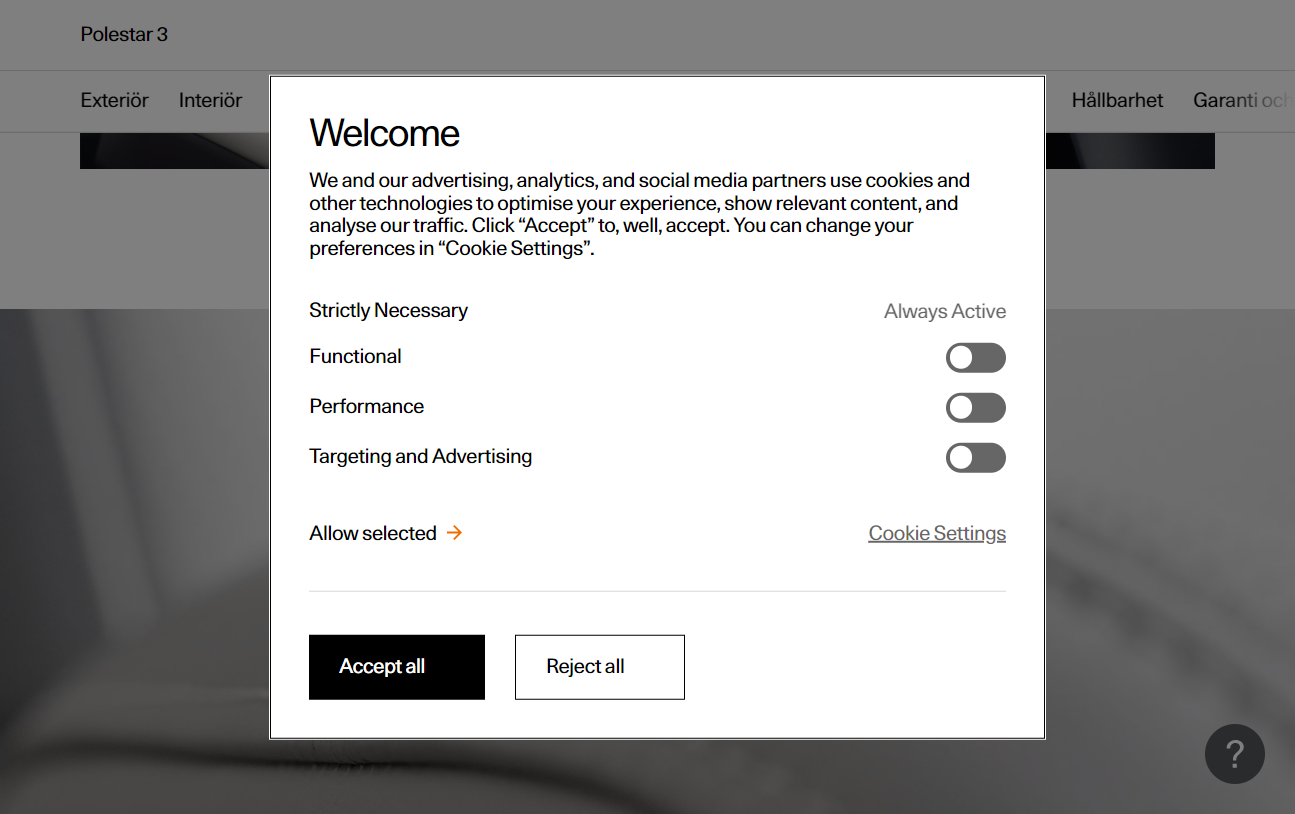 Polestar 3
Exteriör Interiör Hållbarhet Garanti och
Welcome
We and our advertising, analytics, and social media partners use cookies and
other technologies to optimise your experience, show relevant content, and
analyse our traffic. Click “Accept” to, well, accept. You can change your
preferences in “Cookie Settings”.
Strictly Necessary Always Active
Functional
Performance
Targeting and Advertising
Allow selected → Cookie Settings
Accept all Reject all
?